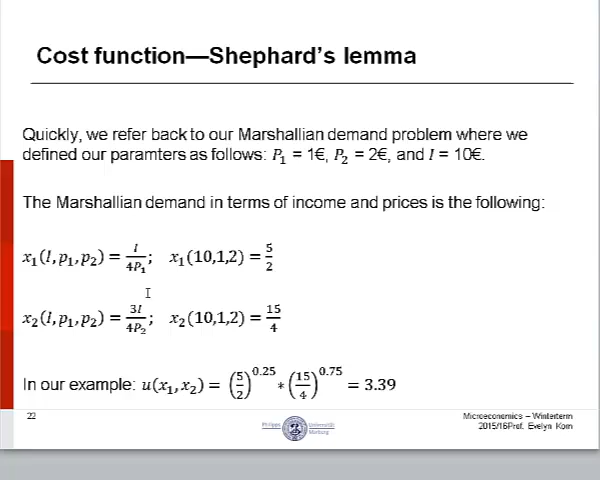 Cost function—Shephard's lemma
Quickly, we refer back to our Marshallian demand problem where we
defined our paramters as follows: P₁ = 1€, P₂ = 2€, and I = 10€.
The Marshallian demand in terms of income and prices is the following:
x₁(I, p₁, p₂) = I/4P₁; x₁(10,1,2) = 5/2
x₂(I, p₁, p₂) = 3I/4P₂; x₂(10,1,2) = 15/4
In our example: u(x₁, x₂) = (5/2)^0.25 * (15/4)^0.75 = 3.39
22
Philipps Universität
Marburg
Microeconomics – Winterterm
2015/16Prof. Evelyn Korn